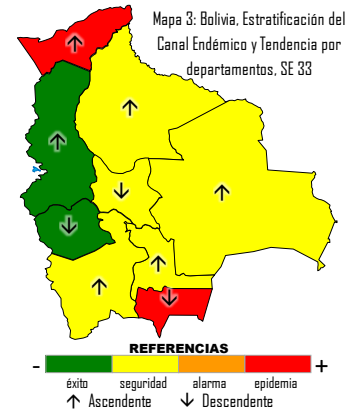 Mapa 3: Bolivia, Estratificación del
Canal Endémico y Tendencia por
departamentos, SE 33
REFERENCIAS
- +
éxito seguridad alarma epidemia
↑ Ascendente ↓ Descendente